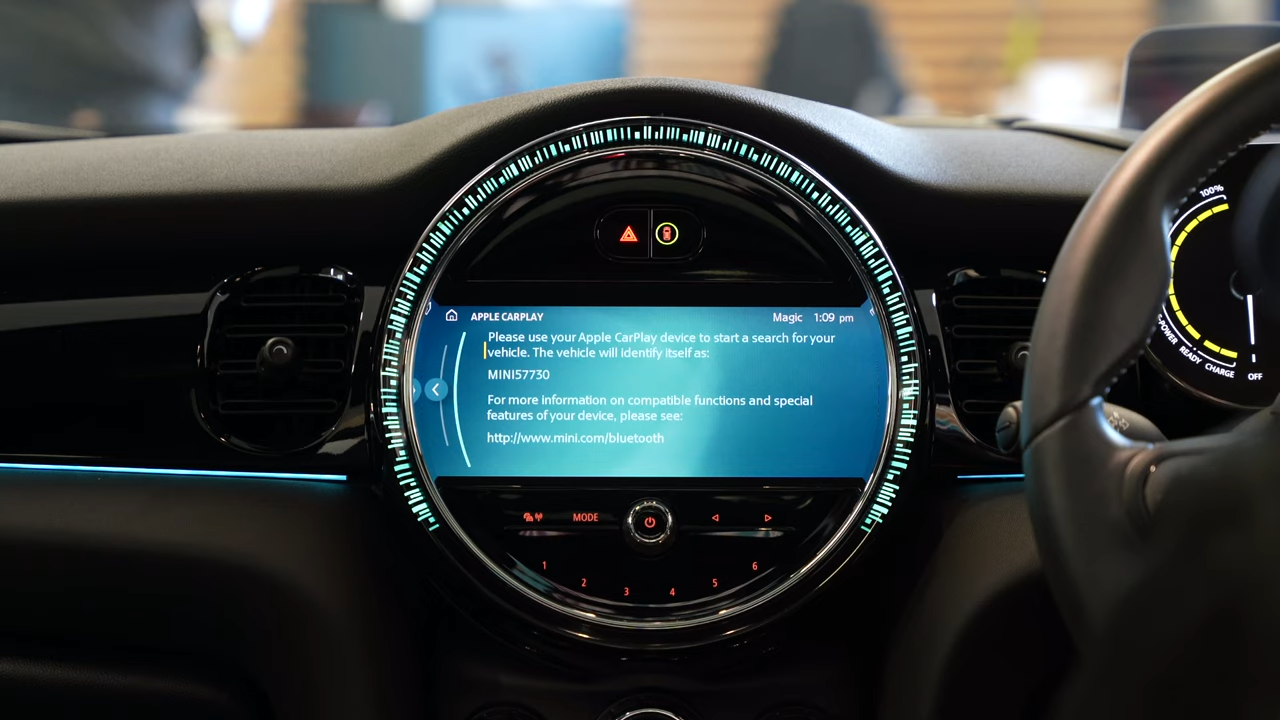 APPLE CARPLAY Magic 1:09 pm
Please use your Apple CarPlay device to start a search for your
vehicle. The vehicle will identify itself as:
MINI57730
For more information on compatible functions and special
features of your device, please see:
http://www.mini.com/bluetooth
MODE
1 2 3 4 5 6
100%
POWER READY CHARGE OFF